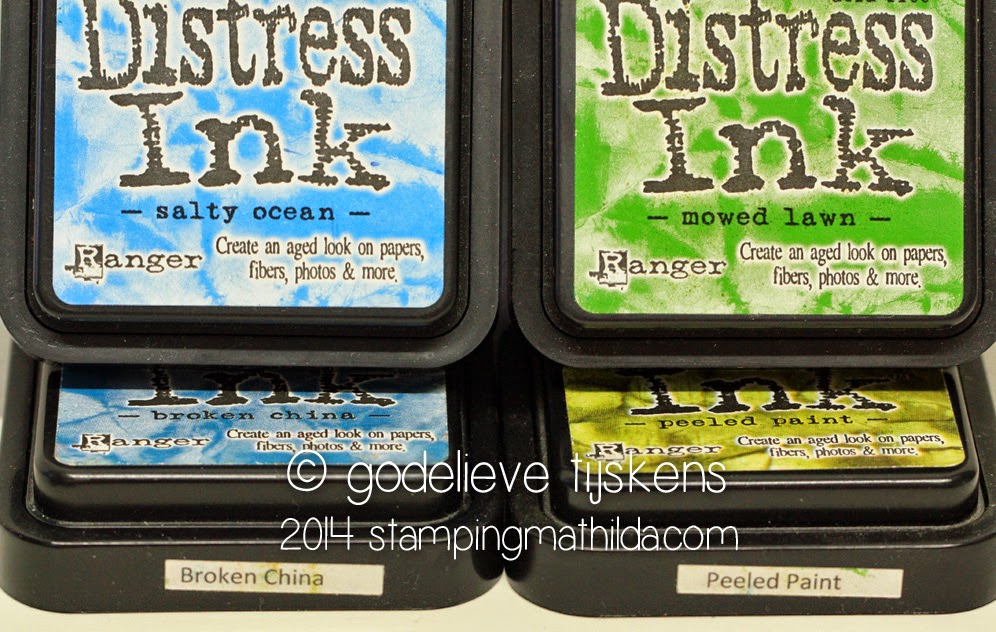 Distress
Ink
– salty ocean –
Ranger
Create an aged look on papers,
fibers, photos & more.
Distress
Ink
– mowed lawn –
Ranger
Create an aged look on papers,
fibers, photos & more.
Ink
– broken china –
Ranger
Create an aged look on papers,
fibers, photos & more.
Broken China
Ink
– peeled paint –
Ranger
Create an aged look on papers,
fibers, photos & more.
Peeled Paint
© godelieve tijskens
2014 stampingmathilda.com